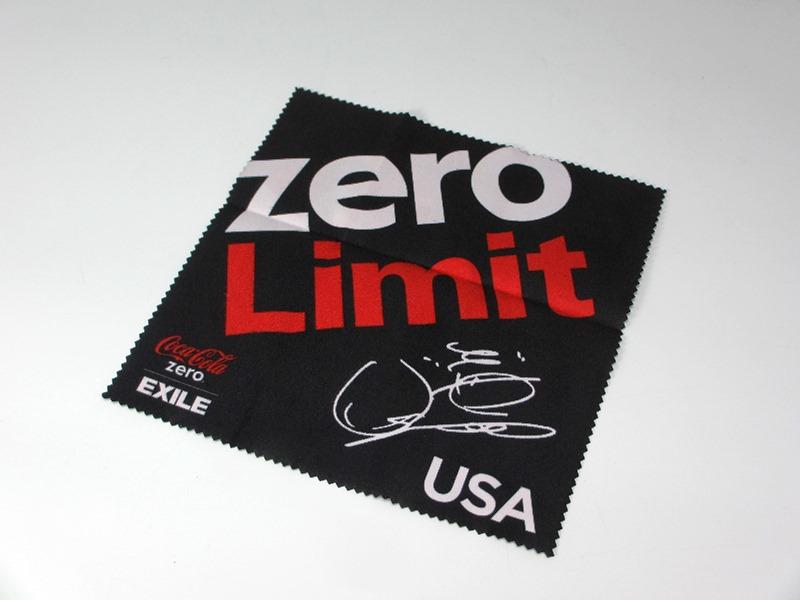 zero
Limit
Coca-Cola
zero
EXILE
USA